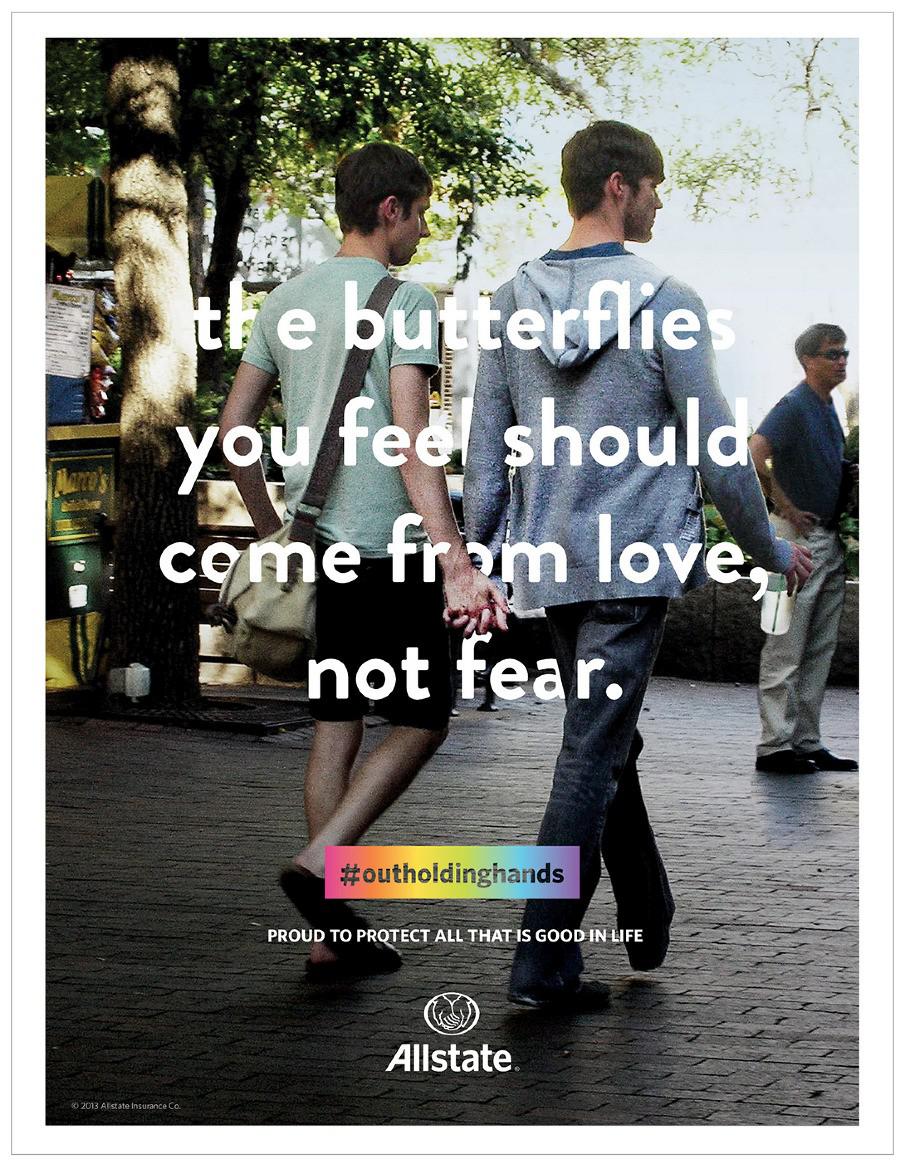 Marco's
the butterflies
you feel should
come from love,
not fear.
#outholdinghands
PROUD TO PROTECT ALL THAT IS GOOD IN LIFE
Allstate®
© 2013 Allstate Insurance Co.